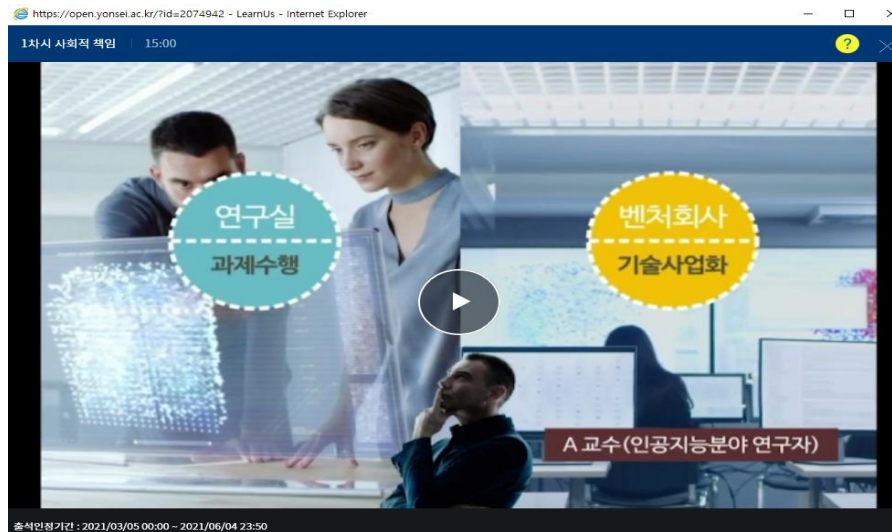 https://open.yonsei.ac.kr/?id=2074942 - LearnUs - Internet Explorer
1차시 사회적 책임 | 15:00
?
연구실
과제수행
벤처회사
기술사업화
A 교수(인공지능분야 연구자)
출석인정기간 : 2021/03/05 00:00 ~ 2021/06/04 23:50